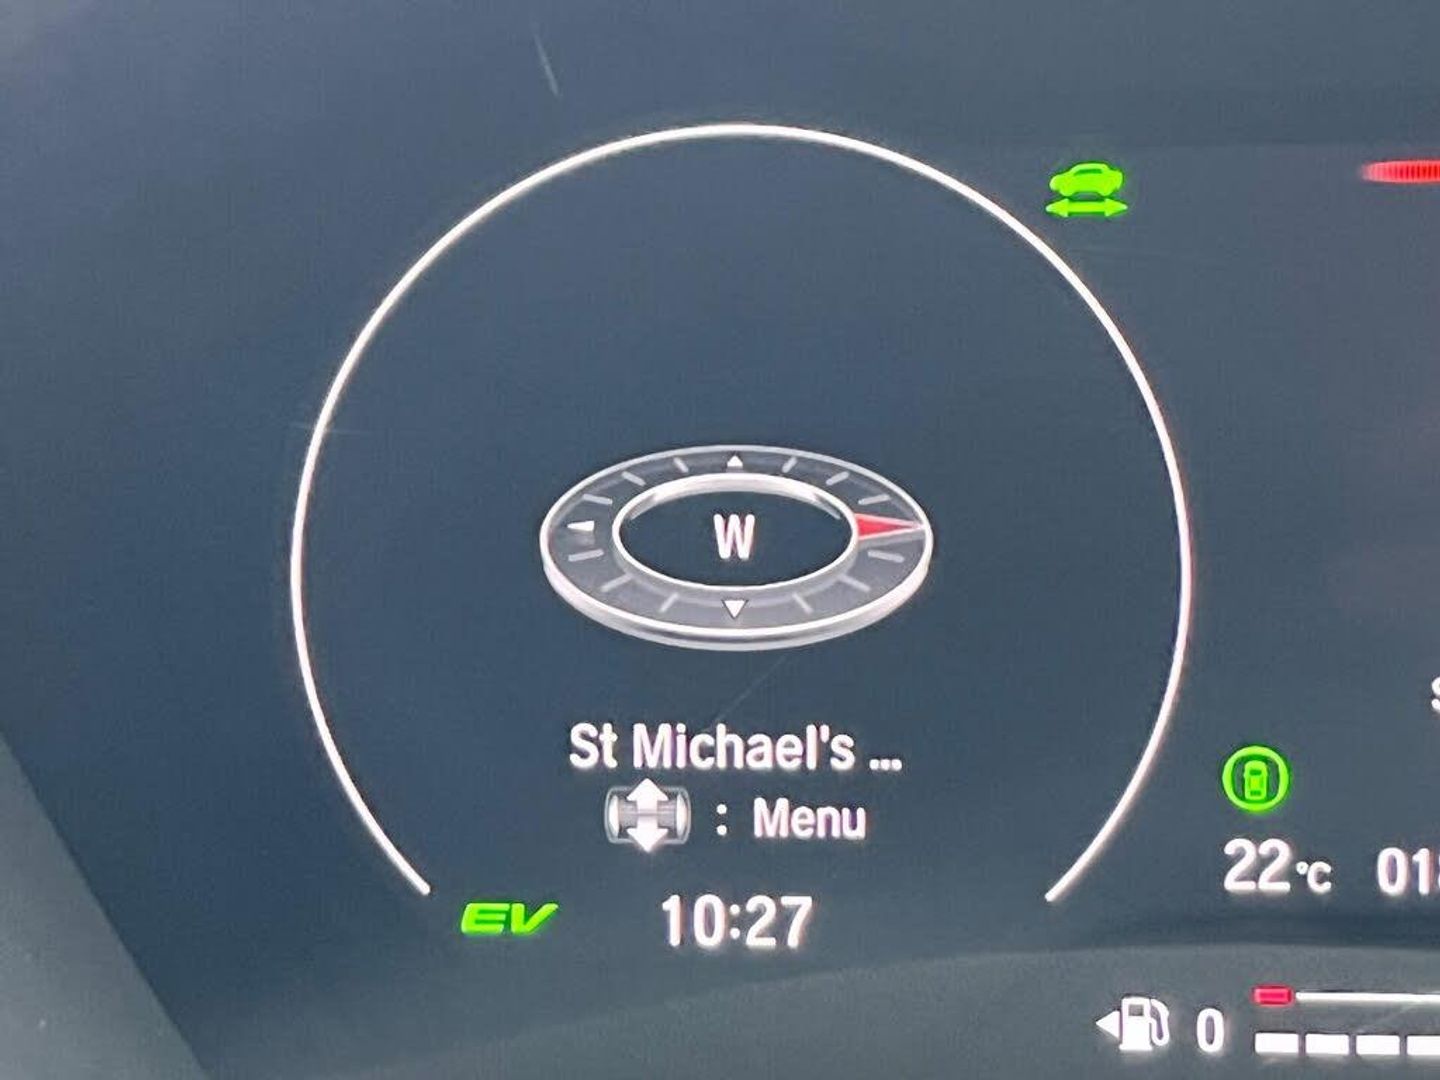 W
St Michael's ...
: Menu
EV 10:27
22°C
0